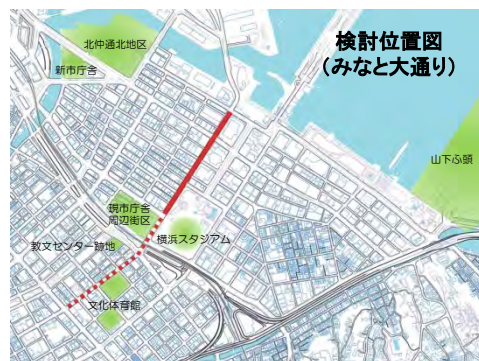 検討位置図
(みなと大通り)
北仲通北地区
新市庁舎
山下ふ頭
現市庁舎
周辺街区
横浜スタジアム
教文センター跡地
文化体育館